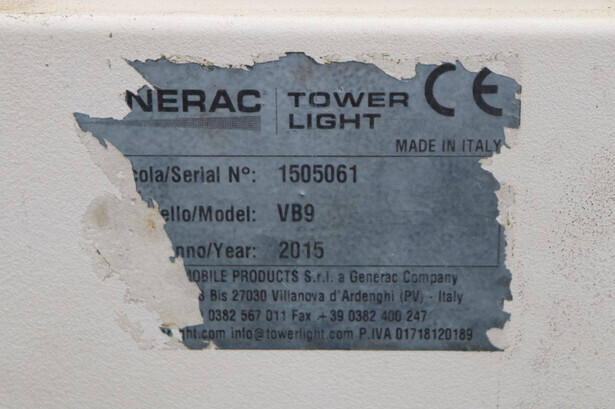 NERAC TOWER LIGHT CE
MADE IN ITALY
cola/Serial N°: 1505061
ello/Model: VB9
nno/Year: 2015
MOBILE PRODUCTS S.r.l. a Generac Company
8 Bis 27030 Villanova d'Ardenghi (PV) - Italy
0382 567 011 Fax +39 0382 400 247
ght.com info@towerlight.com P.IVA 01718120189